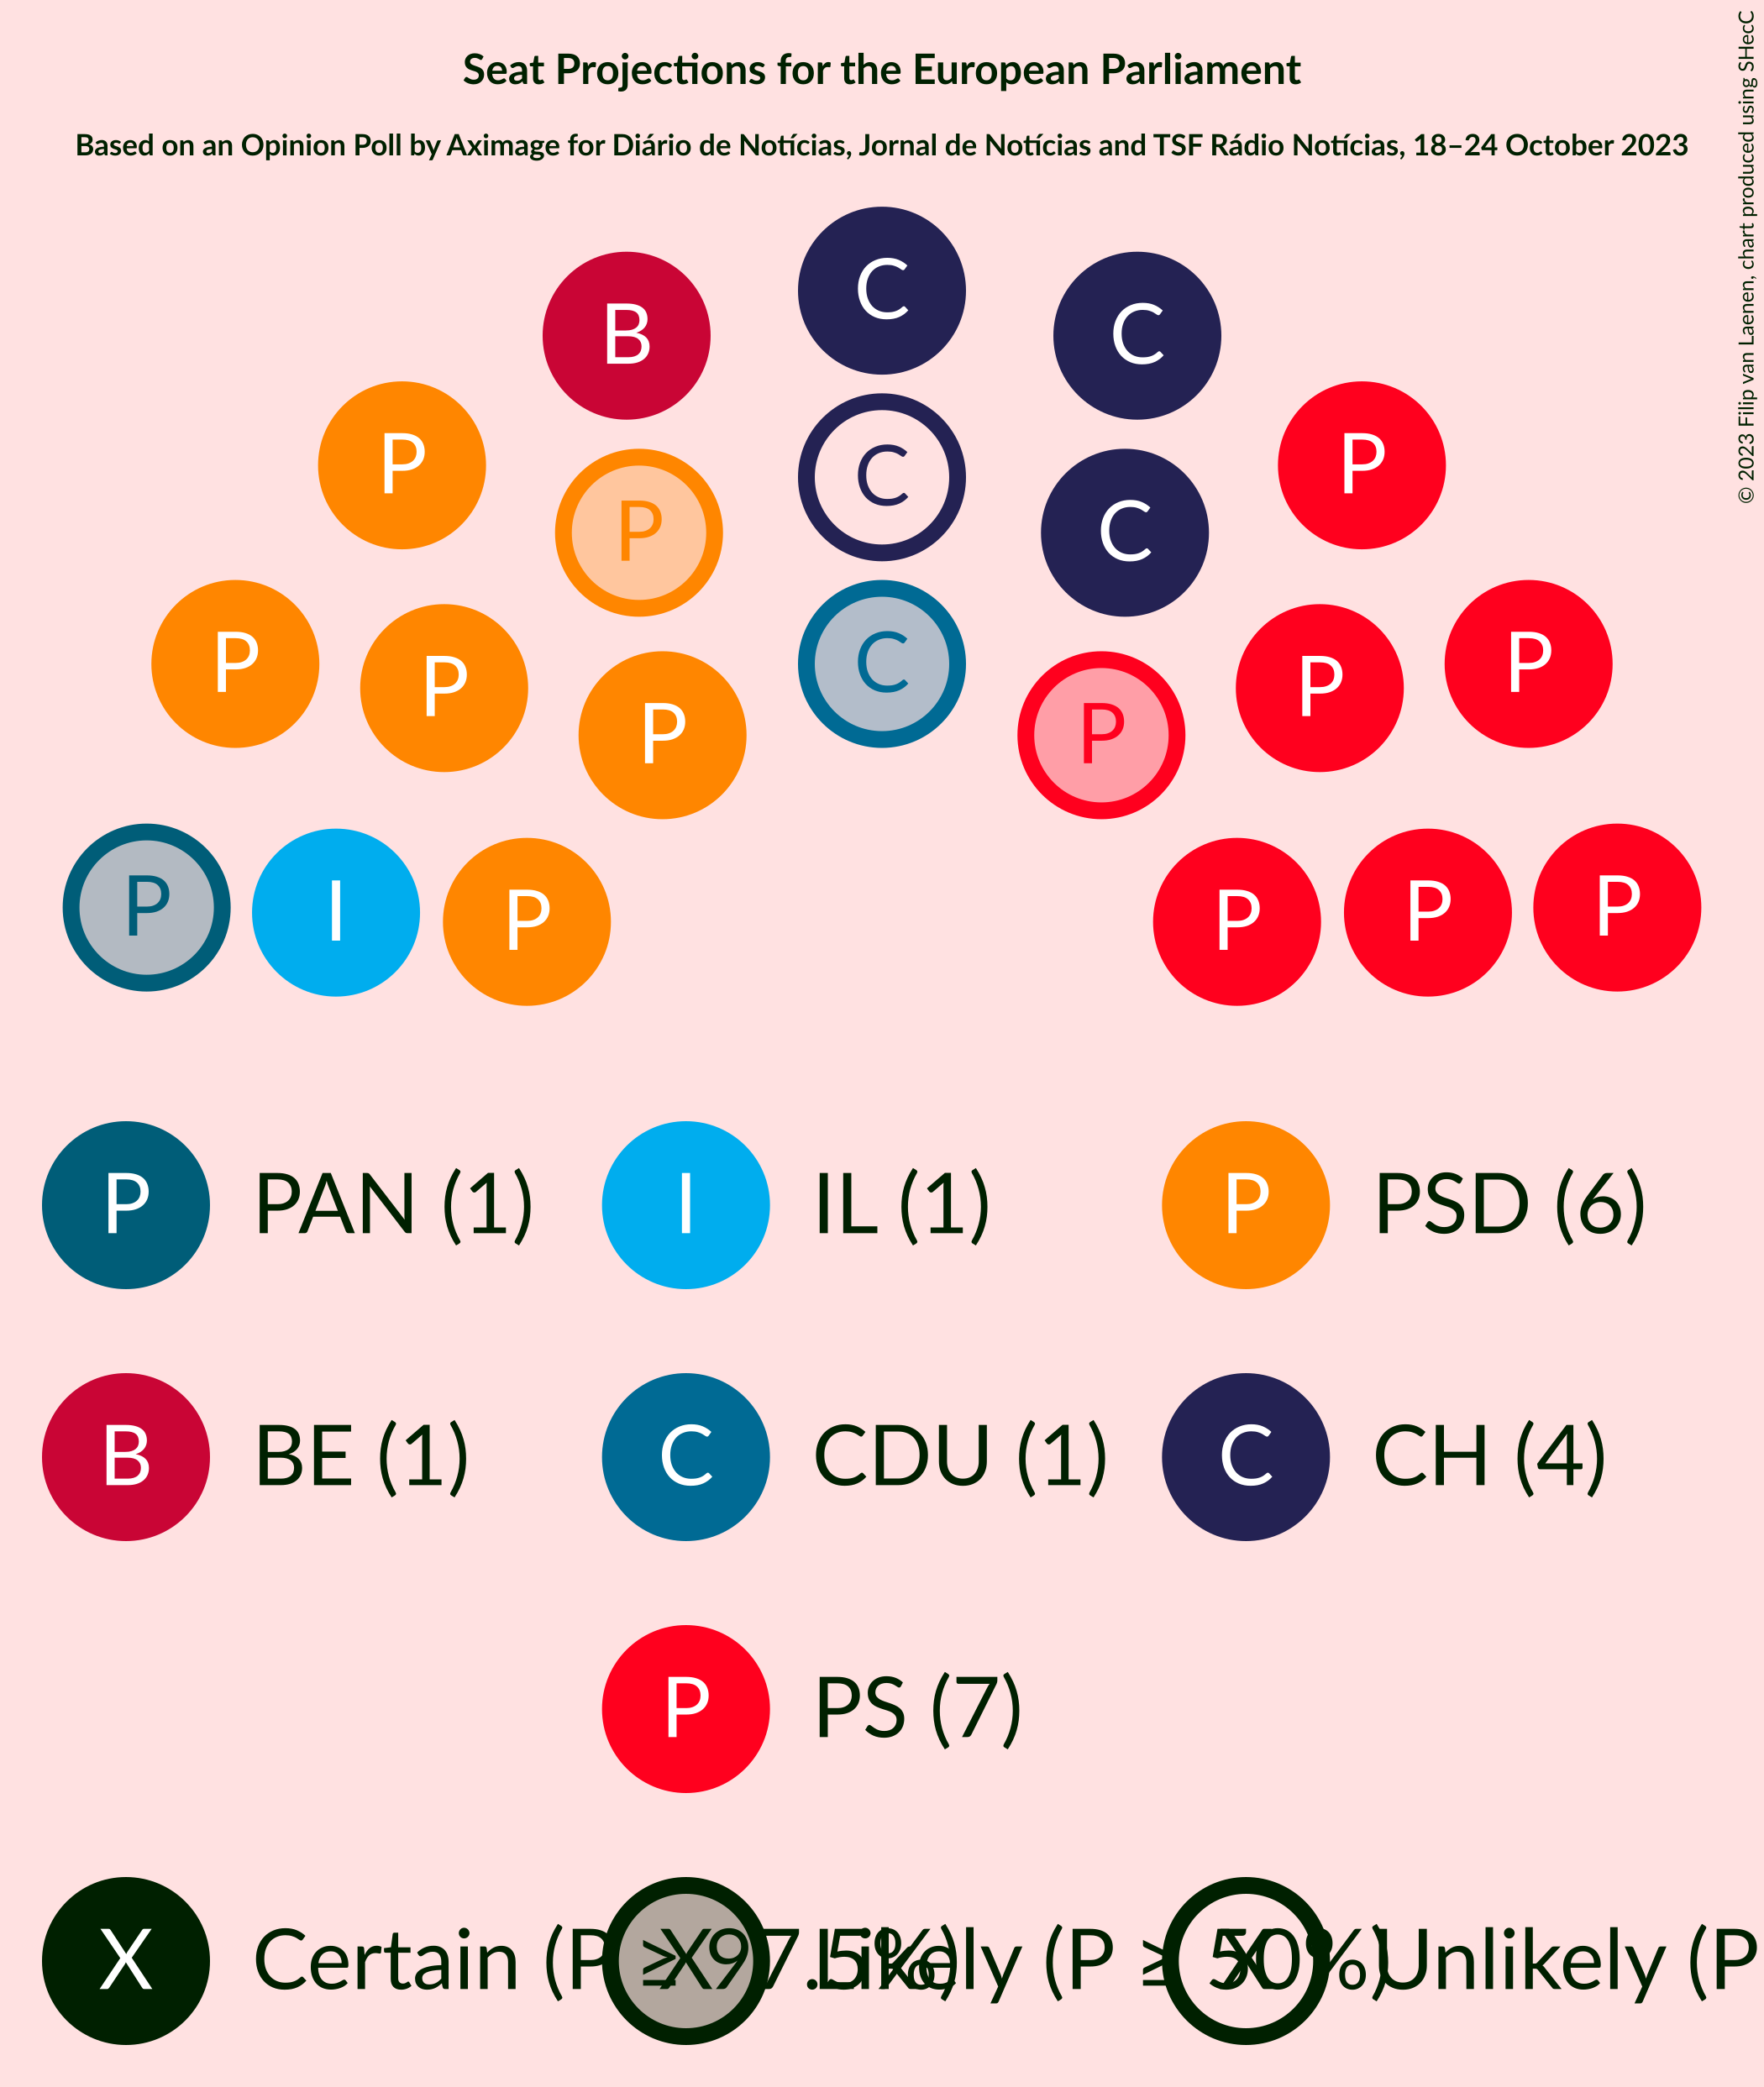 Seat Projections for the European Parliament
Based on an Opinion Poll by Aximage for Diário de Notícias, Jornal de Notícias and TSF Rádio Notícias, 18–24 October 2023
© 2023 Filip van Laenen, chart produced using SHecC
C
B C
P C P
P C
P P C P P
P P P
P I P P P P
P PAN (1) I IL (1) P PSD (6)
B BE (1) C CDU (1) C CH (4)
P PS (7)
X Certain (P ≥ 97.5%) X Likely (P ≥ 50%) X Unlikely (P